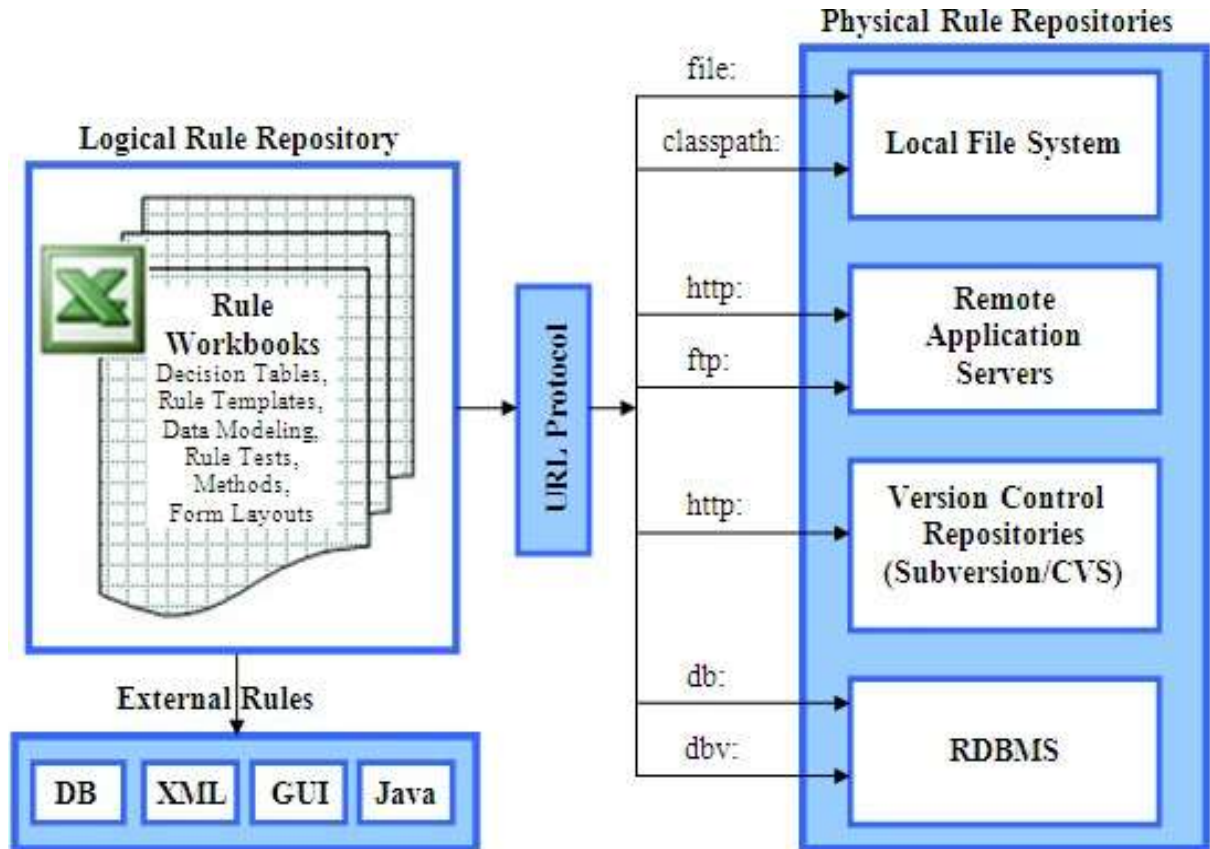 Physical Rule Repositories
Logical Rule Repository
Rule
Workbooks
Decision Tables,
Rule Templates,
Data Modeling,
Rule Tests,
Methods,
Form Layouts
External Rules
DB
XML
GUI
Java
URL Protocol
file:
classpath:
Local File System
http:
ftp:
Remote
Application
Servers
http:
Version Control
Repositories
(Subversion/CVS)
db:
dbv:
RDBMS